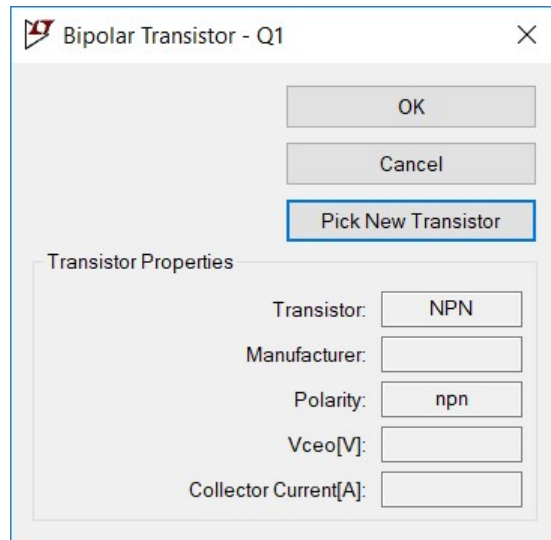 Bipolar Transistor - Q1
OK
Cancel
Pick New Transistor
Transistor Properties
Transistor: NPN
Manufacturer:
Polarity: npn
Vceo[V]:
Collector Current[A]: